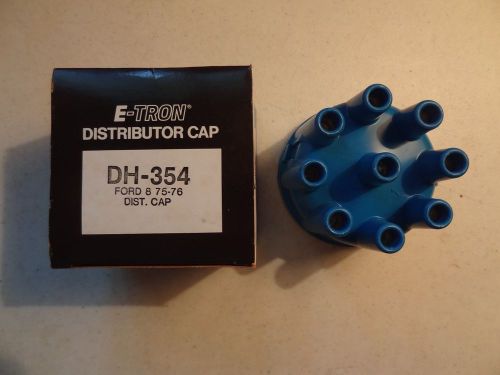 E-TRON®
DISTRIBUTOR CAP
DH-354
FORD 8 75-76
DIST. CAP